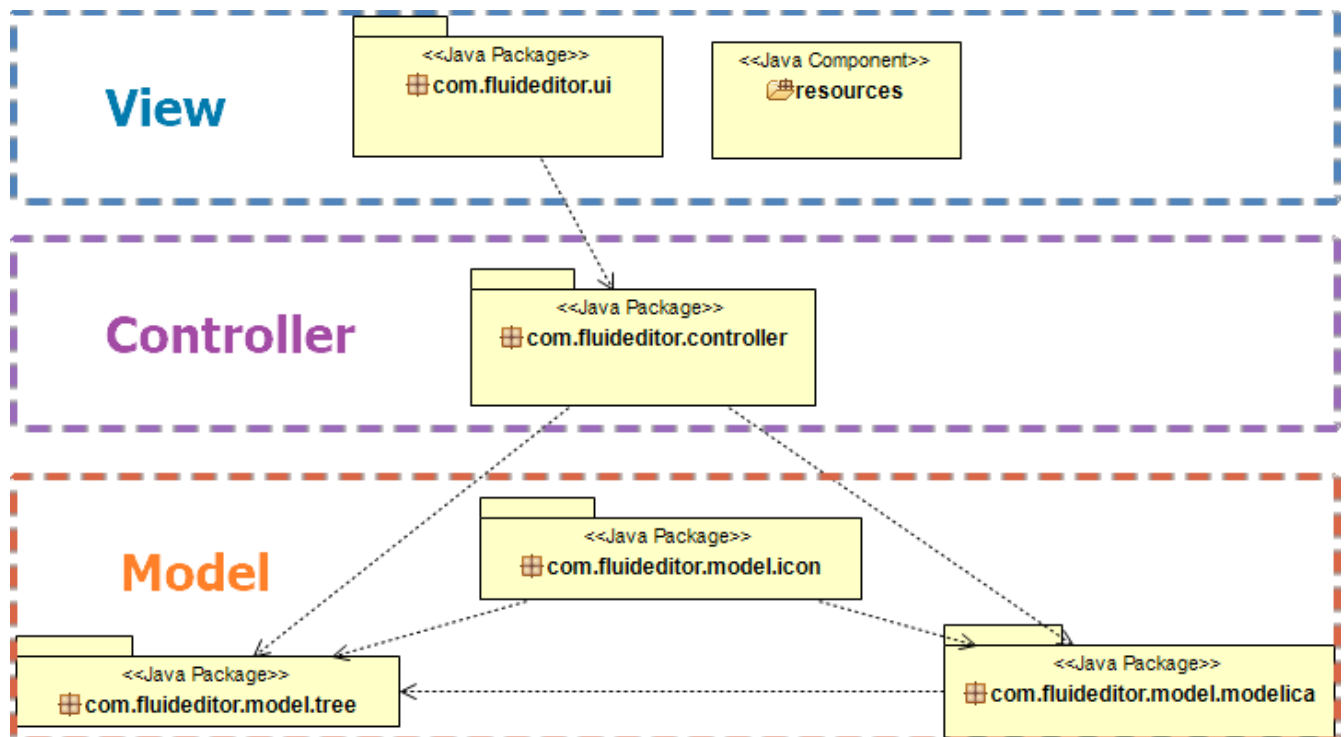 <<Java Package>>
com.fluideditor.ui
<<Java Component>>
resources
View
<<Java Package>>
com.fluideditor.controller
Controller
<<Java Package>>
com.fluideditor.model.icon
Model
<<Java Package>>
com.fluideditor.model.tree
<<Java Package>>
com.fluideditor.model.modelica